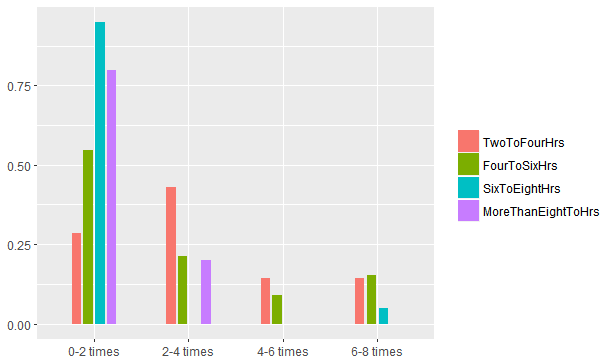 0.75
0.50
0.25
0.00
0-2 times
2-4 times
4-6 times
6-8 times
TwoToFourHrs
FourToSixHrs
SixToEightHrs
MoreThanEightToHrs